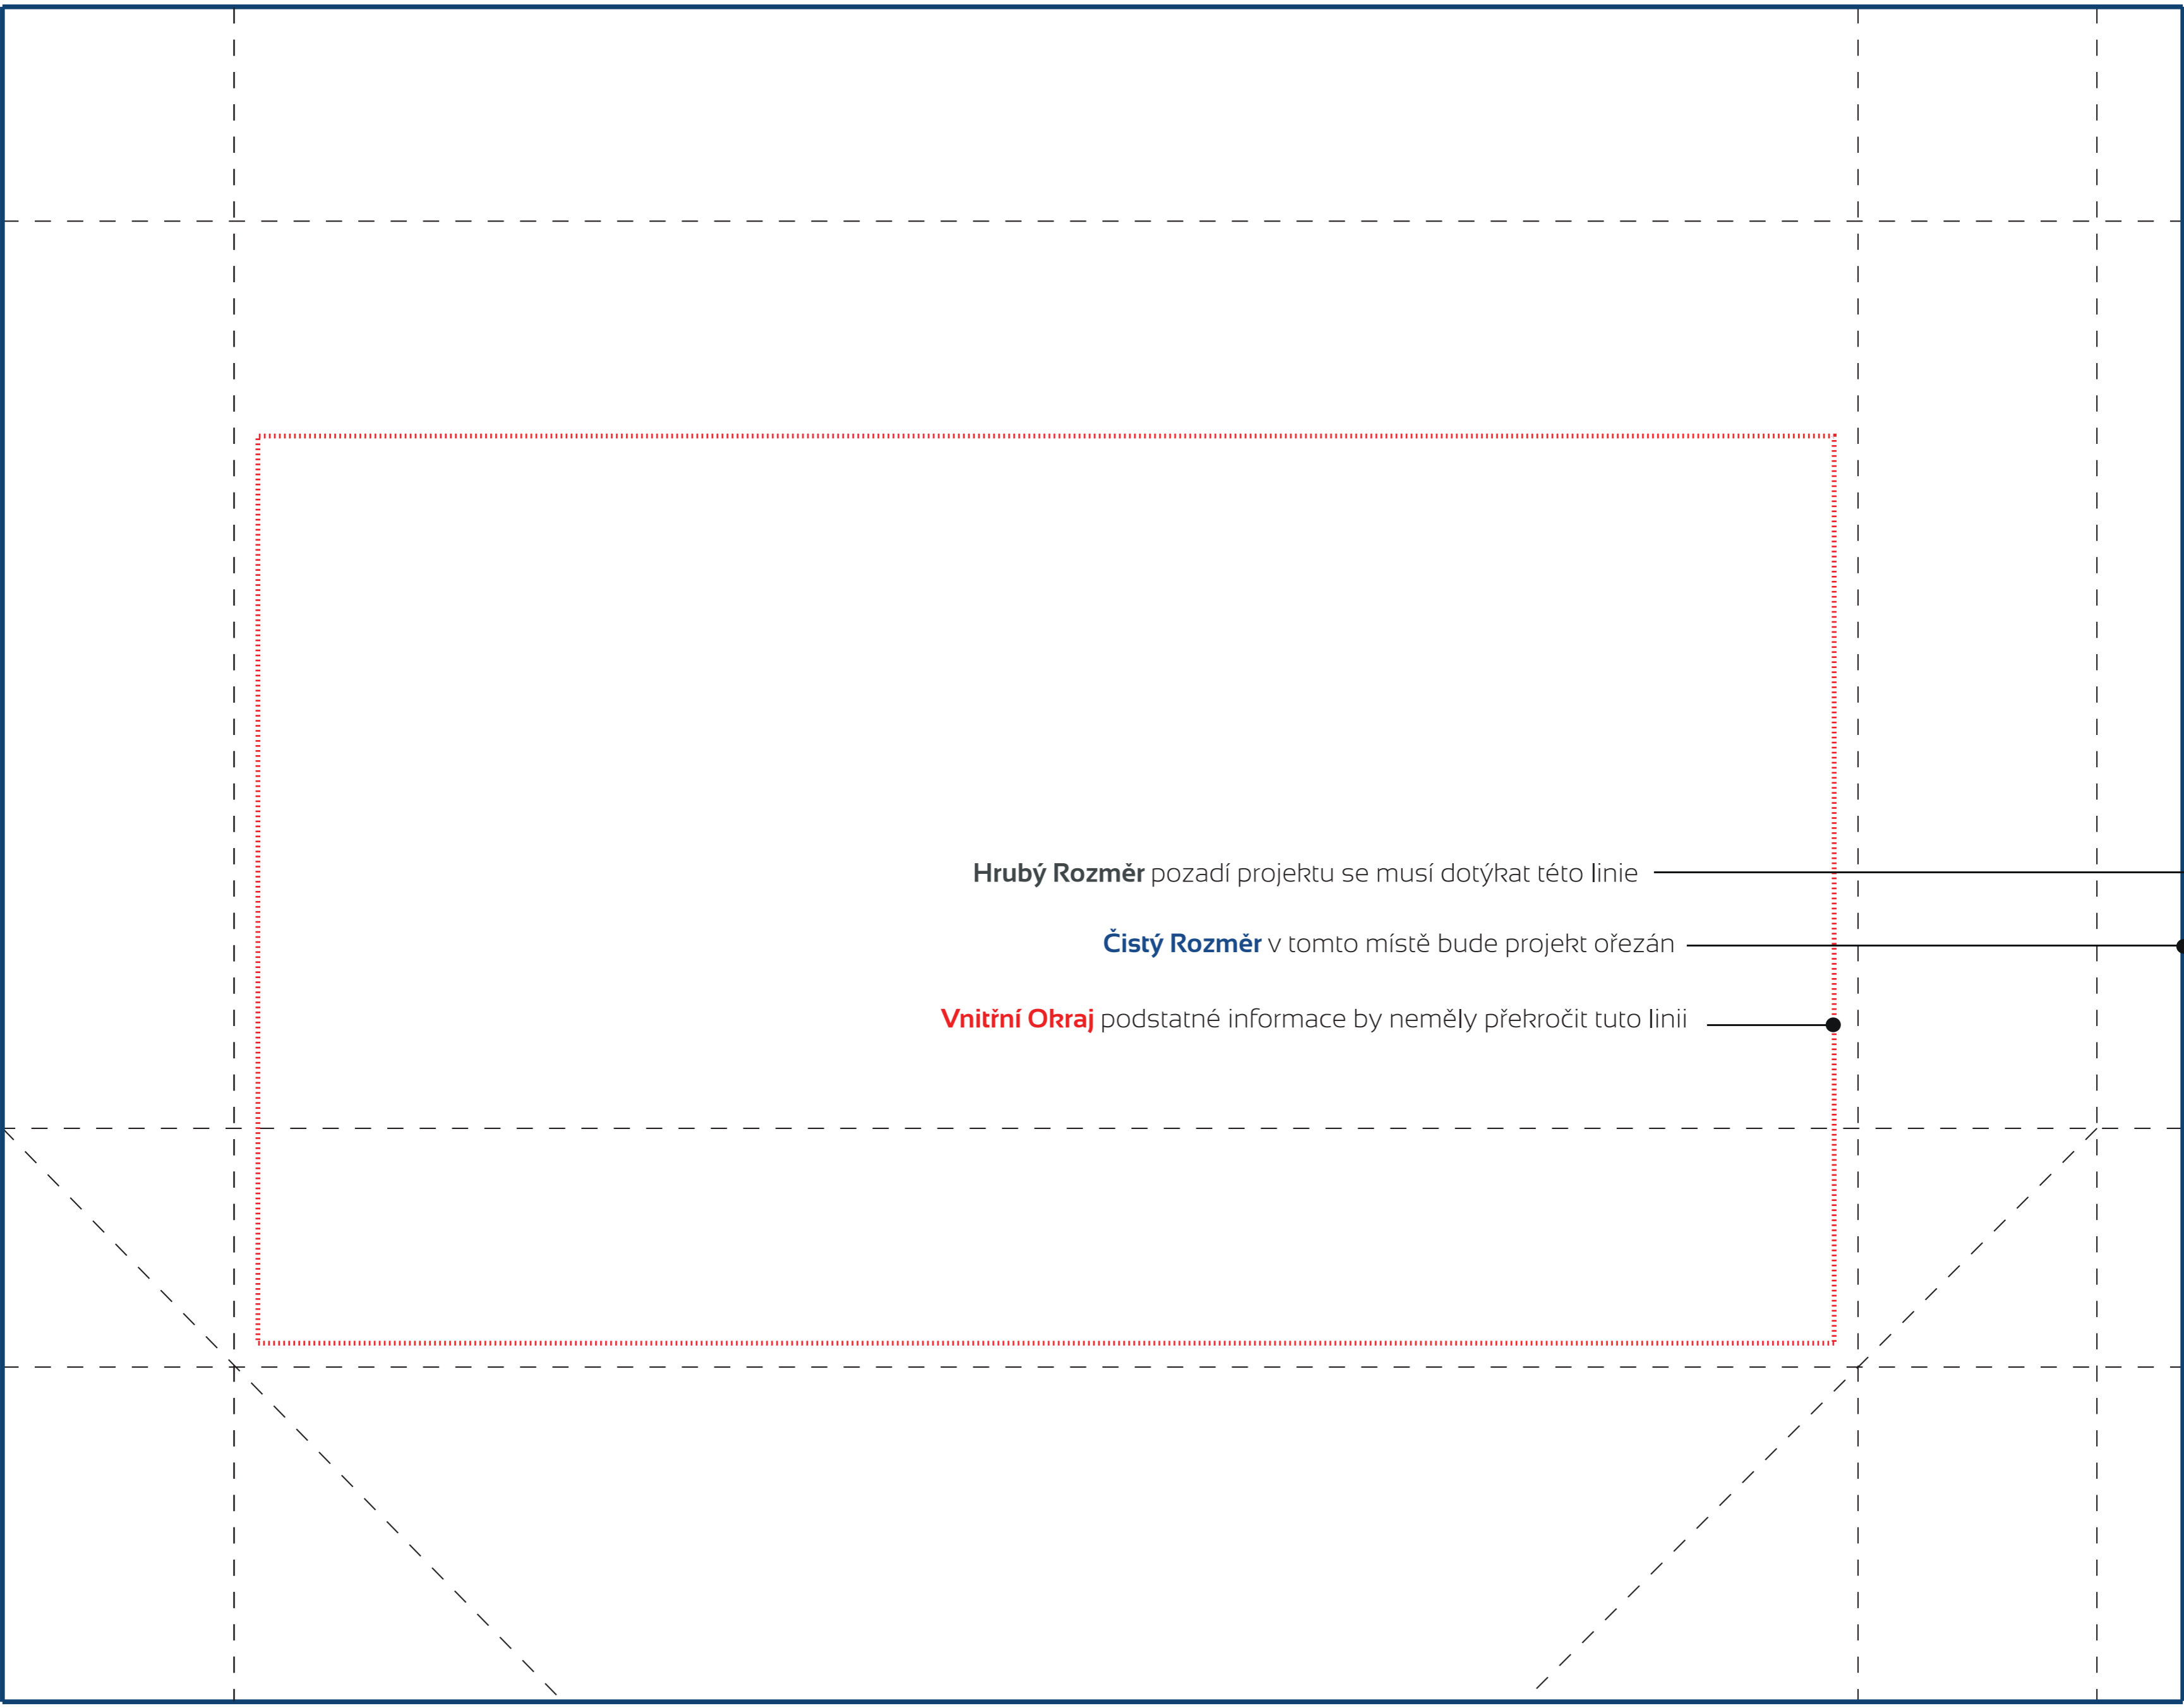 Hrubý Rozměr pozadí projektu se musí dotýkat této linie
Čistý Rozměr v tomto místě bude projekt ořezán
Vnitřní Okraj podstatné informace by neměly překročit tuto linii